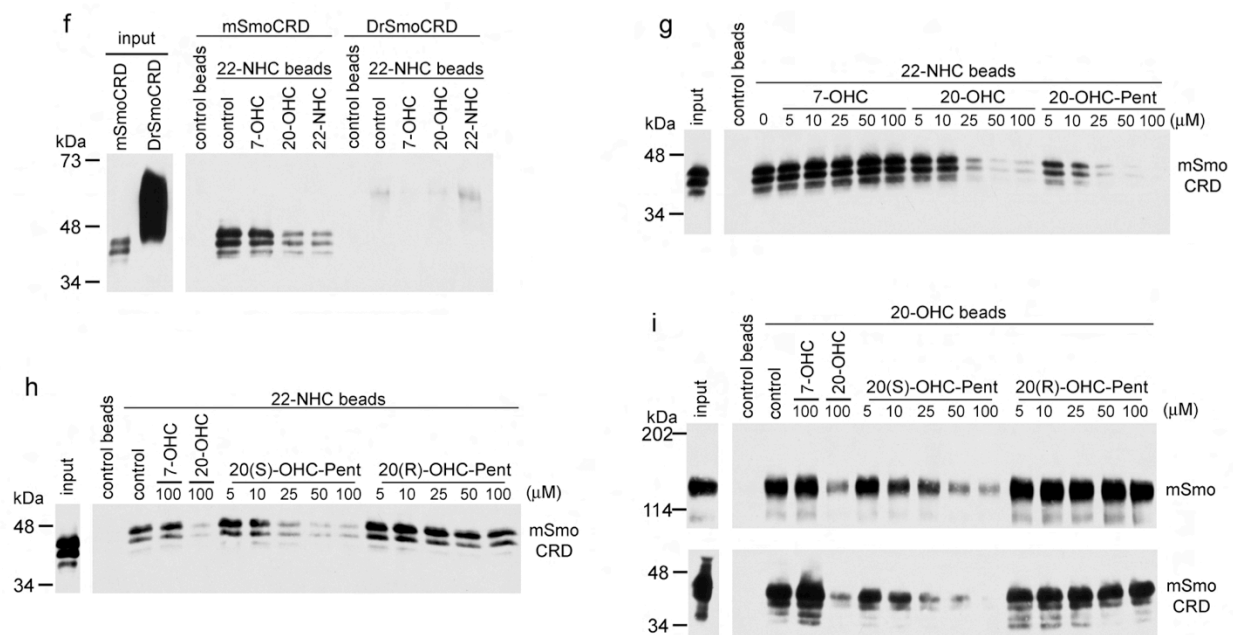 f
input
mSmoCRD
DrSmoCRD
mSmoCRD
DrSmoCRD
control beads
22-NHC beads
control
7-OHC
20-OHC
22-NHC
control beads
22-NHC beads
control
7-OHC
20-OHC
22-NHC
kDa
73
48
34
g
input
control beads
22-NHC beads
7-OHC 20-OHC 20-OHC-Pent
0 5 10 25 50 100 5 10 25 50 100 5 10 25 50 100 (μM)
kDa
48
34
mSmo
CRD
h
input
control beads
22-NHC beads
control
7-OHC
20-OHC
20(S)-OHC-Pent 20(R)-OHC-Pent
100 100 5 10 25 50 100 5 10 25 50 100 (μM)
kDa
48
34
mSmo
CRD
i
input
control beads
20-OHC beads
control
7-OHC
20-OHC
20(S)-OHC-Pent 20(R)-OHC-Pent
100 100 5 10 25 50 100 5 10 25 50 100 (μM)
kDa
202
114
mSmo
48
34
mSmo
CRD